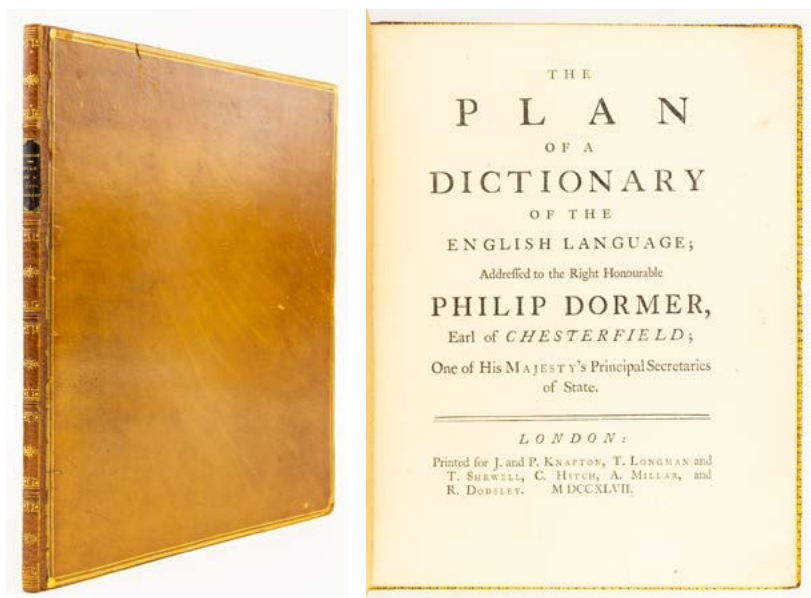 THE
PLAN
OF A
DICTIONARY
OF THE
ENGLISH LANGUAGE;
Addreſſed to the Right Honourable
PHILIP DORMER,
Earl of CHESTERFIELD;
One of His MAJESTY's Principal Secretaries
of State.
LONDON:
Printed for J. and P. KNAPTON, T. LONGMAN and
T. SHEWELL, C. HITCH, A. MILLAR, and
R. DODSLEY. M DCCXLVII.